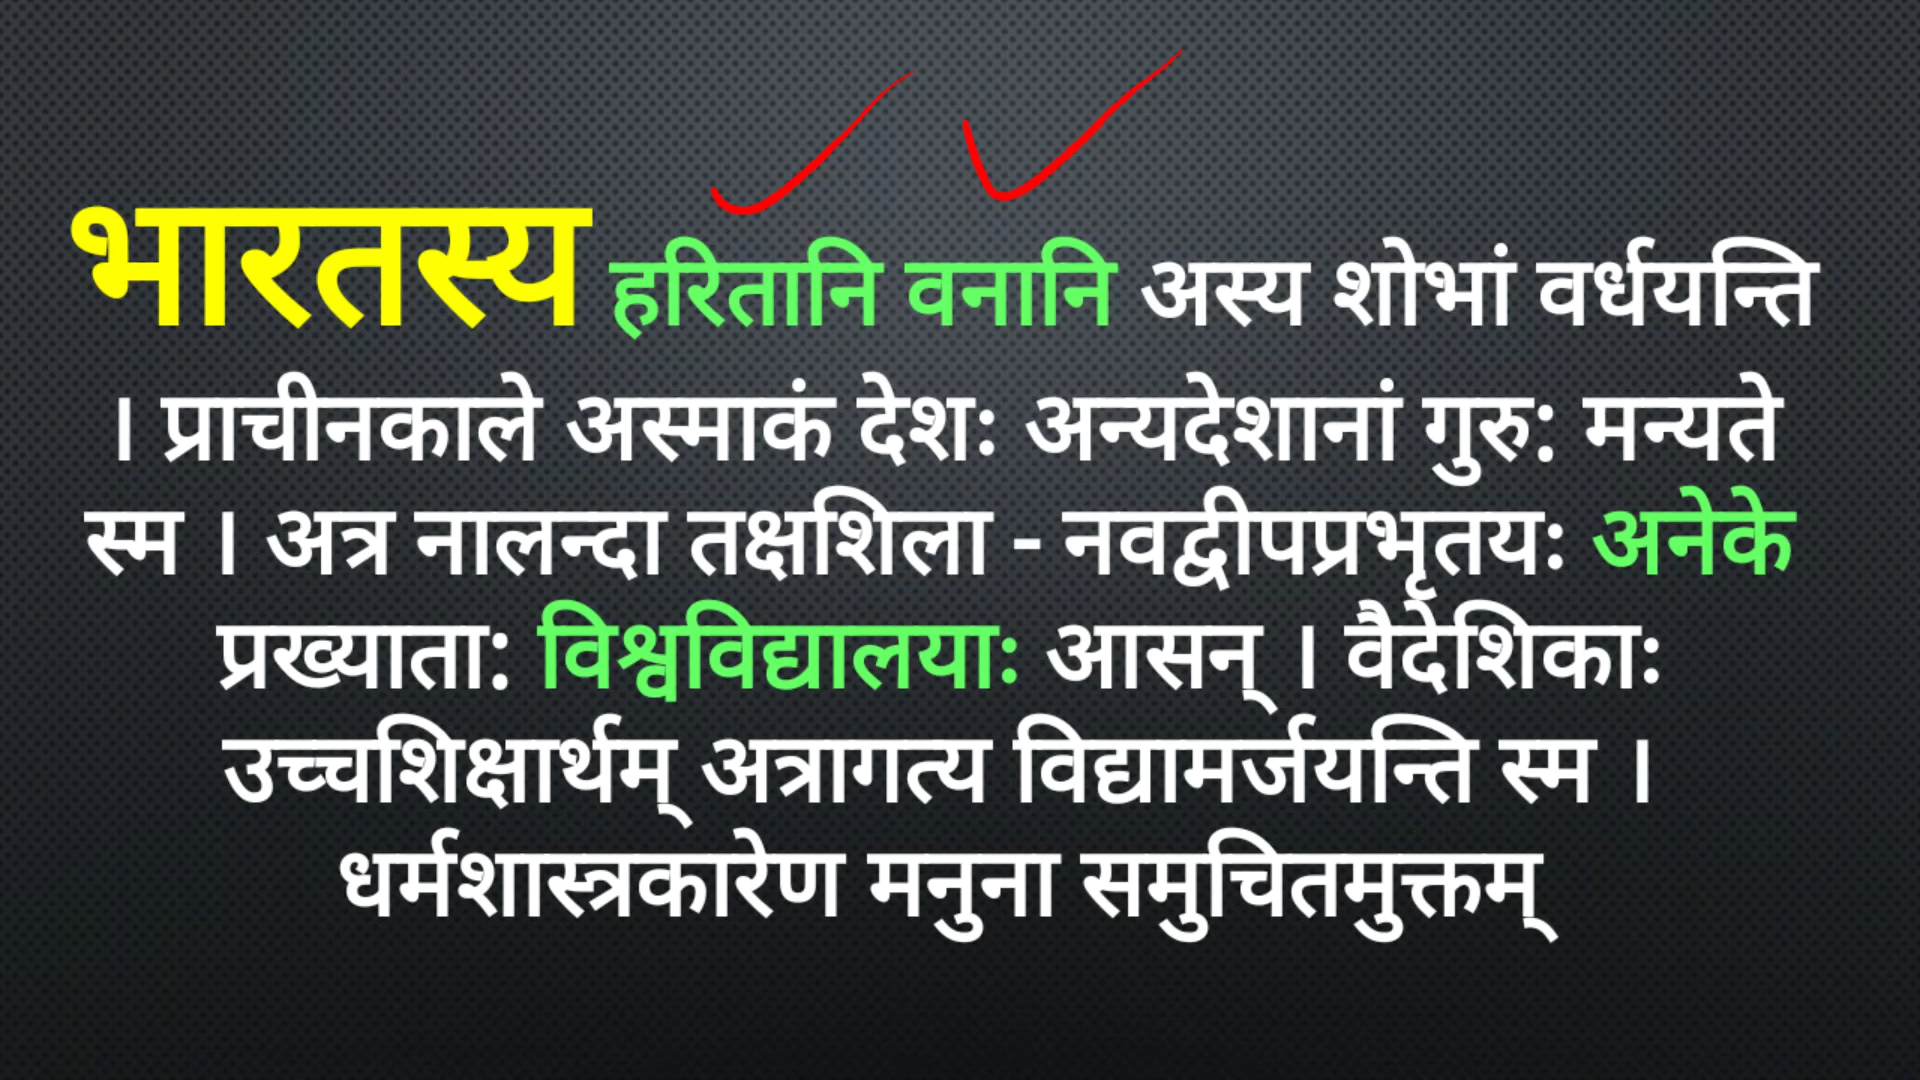 भारतस्य हरितानि वनानि अस्य शोभां वर्धयन्ति
। प्राचीनकाले अस्माकं देशः अन्यदेशानां गुरु: मन्यते
स्म । अत्र नालन्दा तक्षशिला - नवद्वीपप्रभृतयः अनेके
प्रख्याता: विश्वविद्यालयाः आसन् । वैदेशिकाः
उच्चशिक्षार्थम् अत्रागत्य विद्यामर्जयन्ति स्म ।
धर्मशास्त्रकारेण मनुना समुचितमुक्तम्